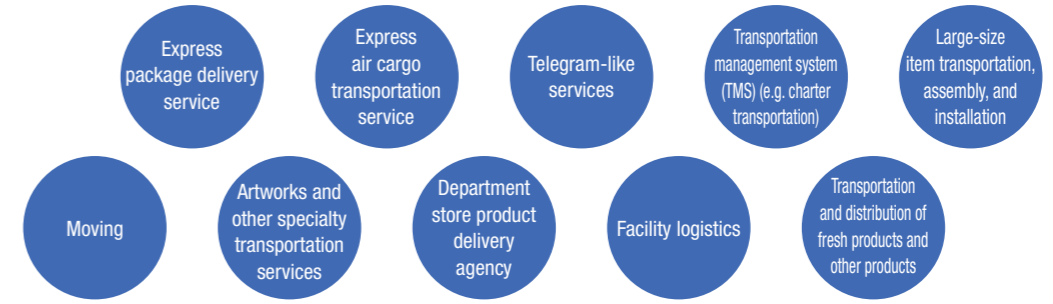 Express
package delivery
service
Express
air cargo
transportation
service
Telegram-like
services
Transportation
management system
(TMS) (e.g. charter
transportation)
Large-size
item transportation,
assembly, and
installation
Moving
Artworks and
other specialty
transportation
services
Department
store product
delivery
agency
Facility logistics
Transportation
and distribution of
fresh products and
other products